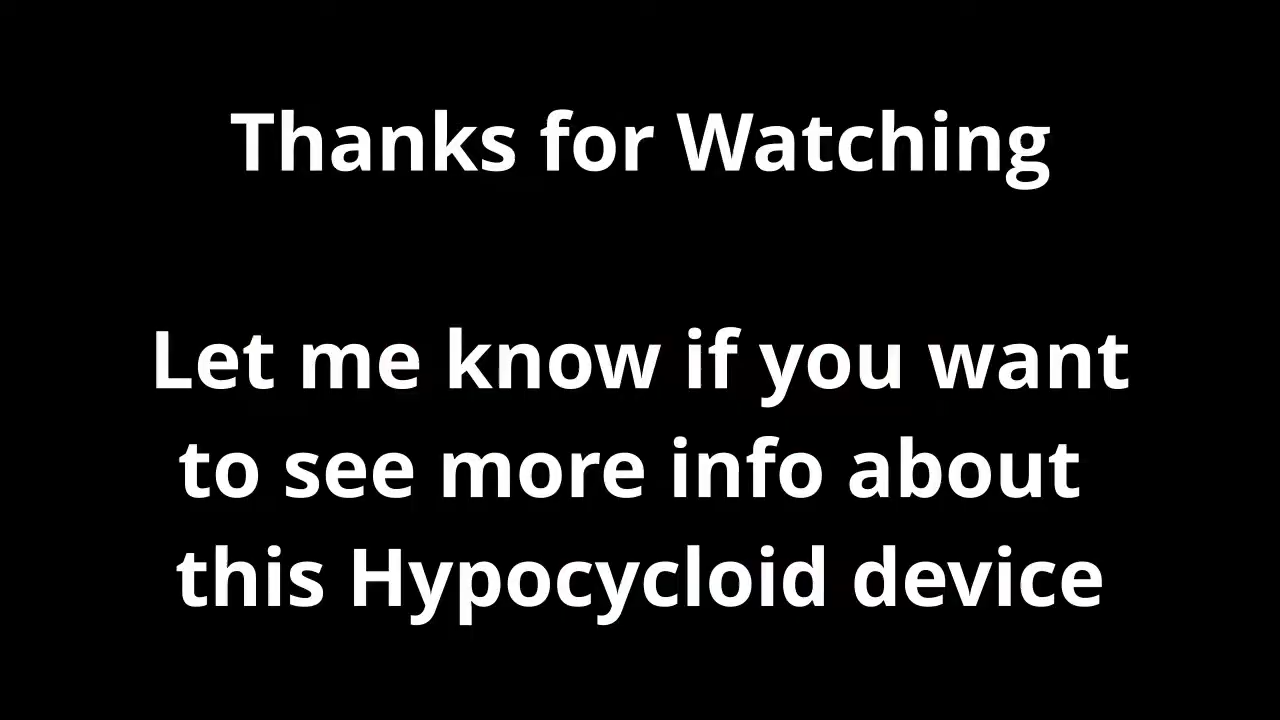 Thanks for Watching
Let me know if you want
to see more info about
this Hypocycloid device